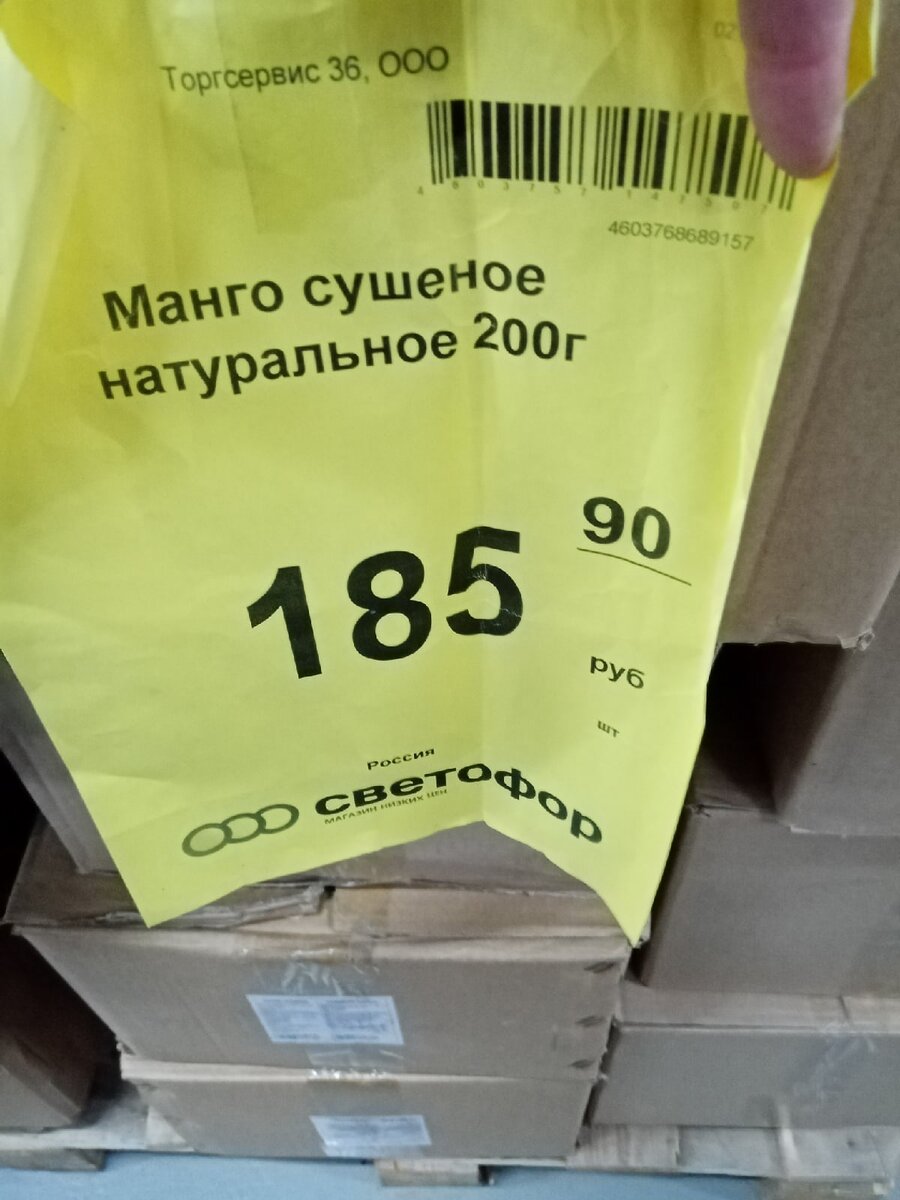 Торгсервис 36, ООО
4603768689157
Манго сушеное
натуральное 200г
185 90
руб
шт
Россия
светофор
МАГАЗИН НИЗКИХ ЦЕН